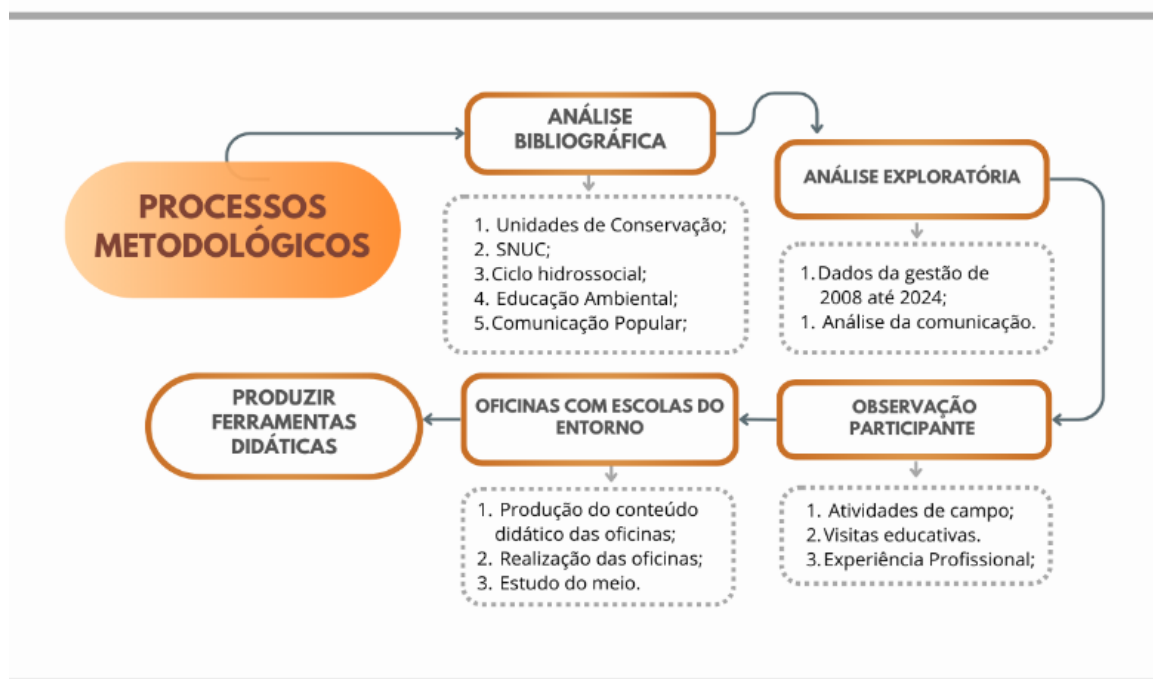 PROCESSOS
METODOLÓGICOS
ANÁLISE
BIBLIOGRÁFICA
1. Unidades de Conservação;
2. SNUC;
3.Ciclo hidrossocial;
4. Educação Ambiental;
5.Comunicação Popular;
ANÁLISE EXPLORATÓRIA
1.Dados da gestão de
2008 até 2024;
1. Análise da comunicação.
OBSERVAÇÃO
PARTICIPANTE
1. Atividades de campo;
2.Visitas educativas.
3.Experiência Profissional;
OFICINAS COM ESCOLAS DO
ENTORNO
1. Produção do conteúdo
didático das oficinas;
2. Realização das oficinas;
3. Estudo do meio.
PRODUZIR
FERRAMENTAS
DIDÁTICAS